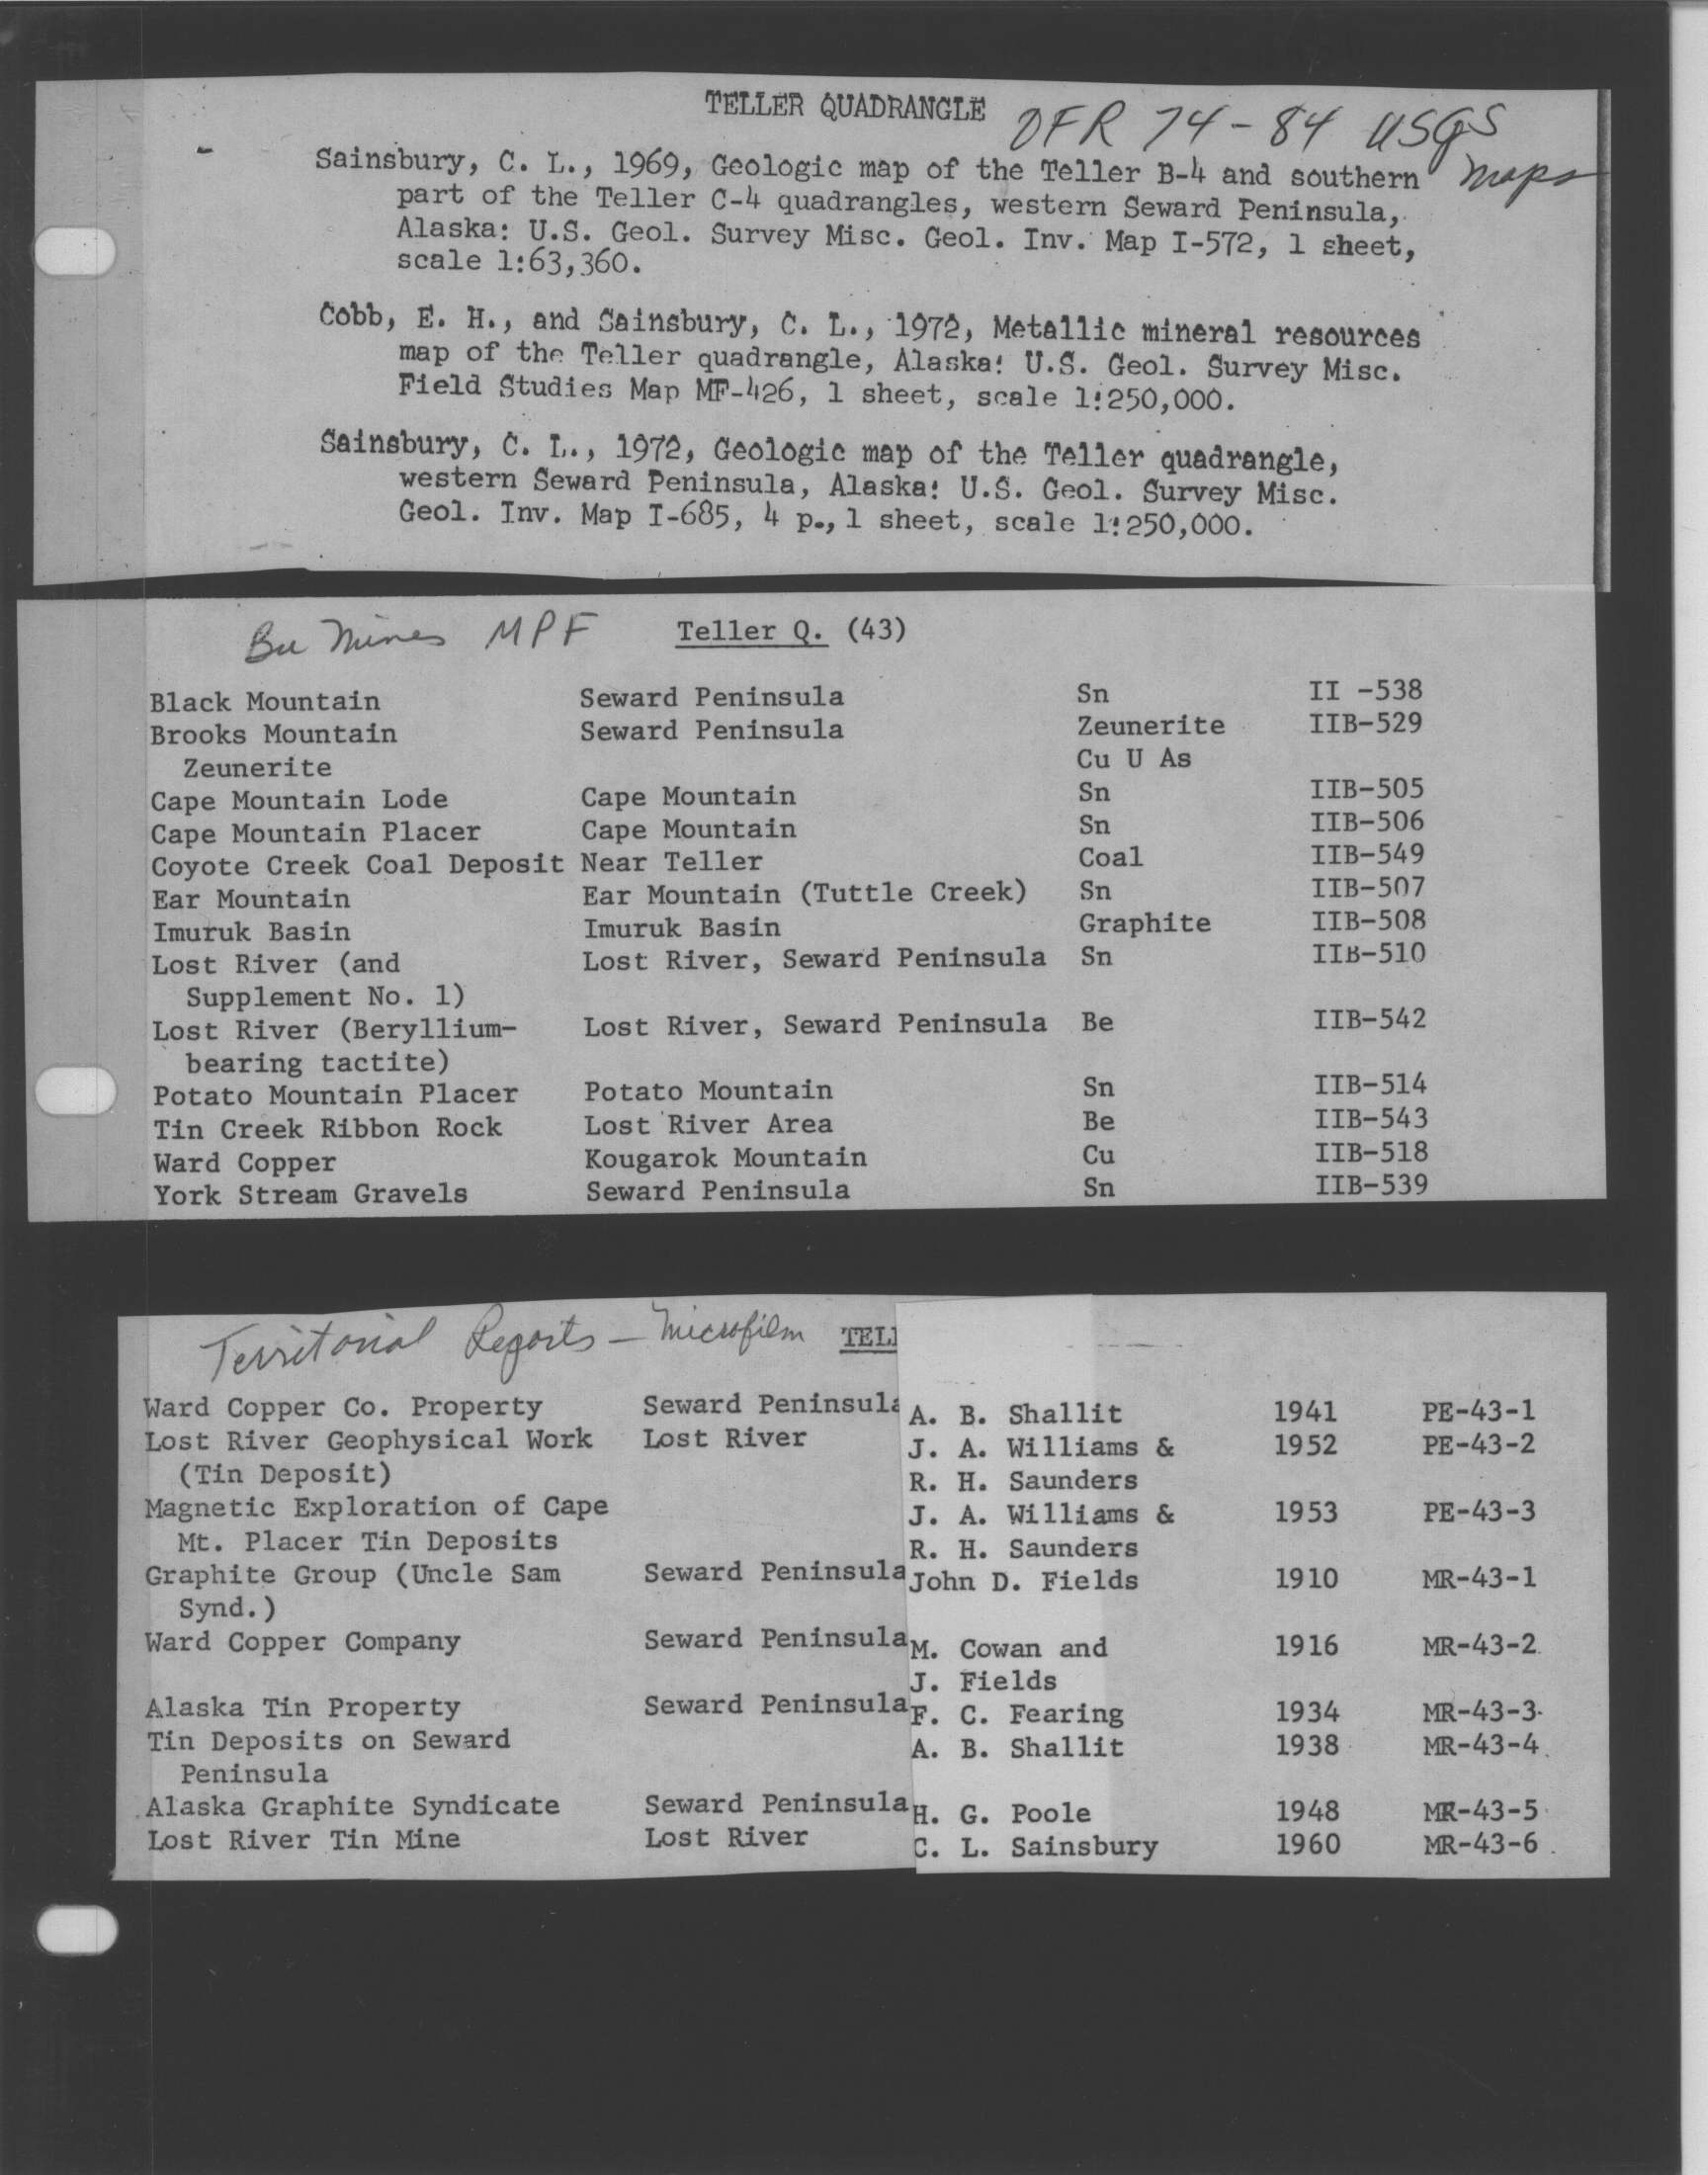 TELLER QUADRANGLE OFR 74-84 USGS maps
Sainsbury, C. L., 1969, Geologic map of the Teller B-4 and southern
part of the Teller C-4 quadrangles, western Seward Peninsula,
Alaska: U.S. Geol. Survey Misc. Geol. Inv. Map I-572, 1 sheet,
scale 1:63,360.
Cobb, E. H., and Sainsbury, C. L., 1972, Metallic mineral resources
map of the Teller quadrangle, Alaska: U.S. Geol. Survey Misc.
Field Studies Map MF-426, 1 sheet, scale 1:250,000.
Sainsbury, C. L., 1972, Geologic map of the Teller quadrangle,
western Seward Peninsula, Alaska: U.S. Geol. Survey Misc.
Geol. Inv. Map I-685, 4 p., 1 sheet, scale 1:250,000.
Bu Mines MPF Teller Q. (43)
Black Mountain Seward Peninsula Sn II -538
Brooks Mountain Seward Peninsula Zeunerite IIB-529
Zeunerite Cu U As
Cape Mountain Lode Cape Mountain Sn IIB-505
Cape Mountain Placer Cape Mountain Sn IIB-506
Coyote Creek Coal Deposit Near Teller Coal IIB-549
Ear Mountain Ear Mountain (Tuttle Creek) Sn IIB-507
Imuruk Basin Imuruk Basin Graphite IIB-508
Lost River (and Lost River, Seward Peninsula Sn IIB-510
Supplement No. 1)
Lost River (Beryllium- Lost River, Seward Peninsula Be IIB-542
bearing tactite)
Potato Mountain Placer Potato Mountain Sn IIB-514
Tin Creek Ribbon Rock Lost River Area Be IIB-543
Ward Copper Kougarok Mountain Cu IIB-518
York Stream Gravels Seward Peninsula Sn IIB-539
Territorial Reports - Microfilm TEL
Ward Copper Co. Property Seward Peninsula A. B. Shallit 1941 PE-43-1
Lost River Geophysical Work Lost River J. A. Williams & 1952 PE-43-2
(Tin Deposit) R. H. Saunders
Magnetic Exploration of Cape J. A. Williams & 1953 PE-43-3
Mt. Placer Tin Deposits R. H. Saunders
Graphite Group (Uncle Sam Seward Peninsula John D. Fields 1910 MR-43-1
Synd.)
Ward Copper Company Seward Peninsula M. Cowan and 1916 MR-43-2
J. Fields
Alaska Tin Property Seward Peninsula F. C. Fearing 1934 MR-43-3
Tin Deposits on Seward A. B. Shallit 1938 MR-43-4
Peninsula
Alaska Graphite Syndicate Seward Peninsula H. G. Poole 1948 MR-43-5
Lost River Tin Mine Lost River C. L. Sainsbury 1960 MR-43-6